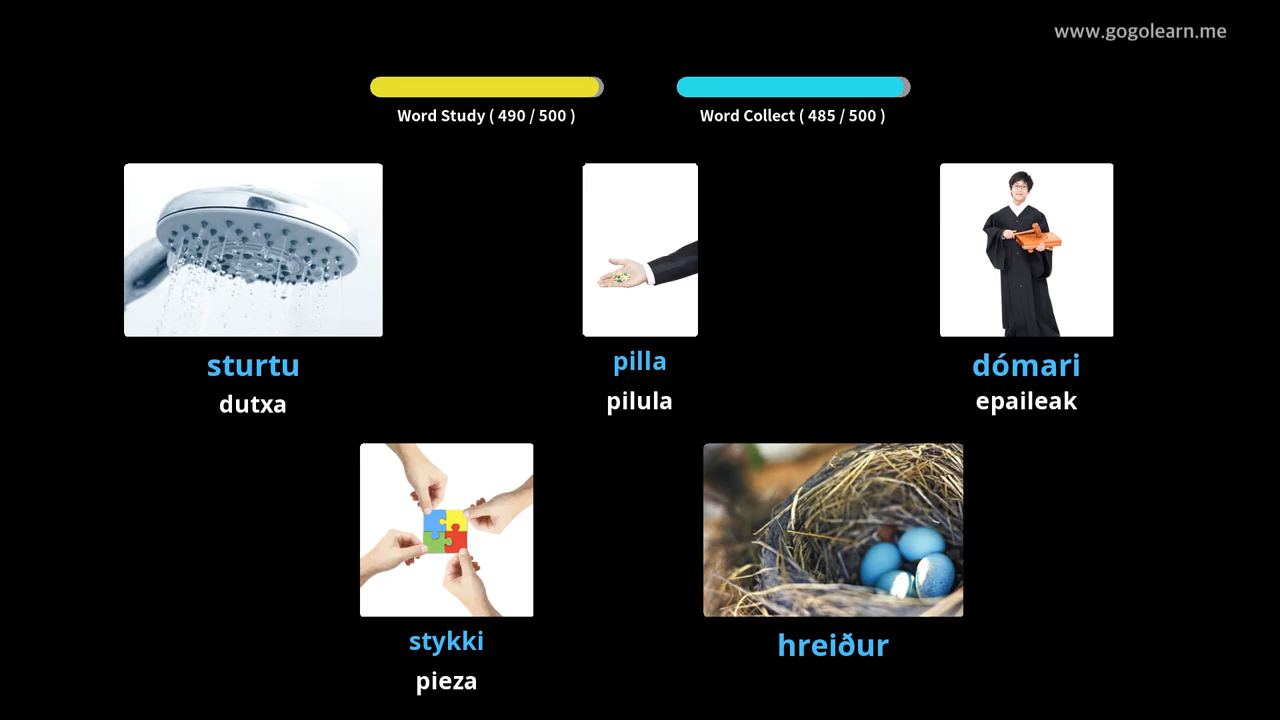 www.gogolearn.me
Word Study ( 490 / 500 )
Word Collect ( 485 / 500 )
sturtu
dutxa
pilla
pilula
dómari
epaileak
stykki
pieza
hreiður